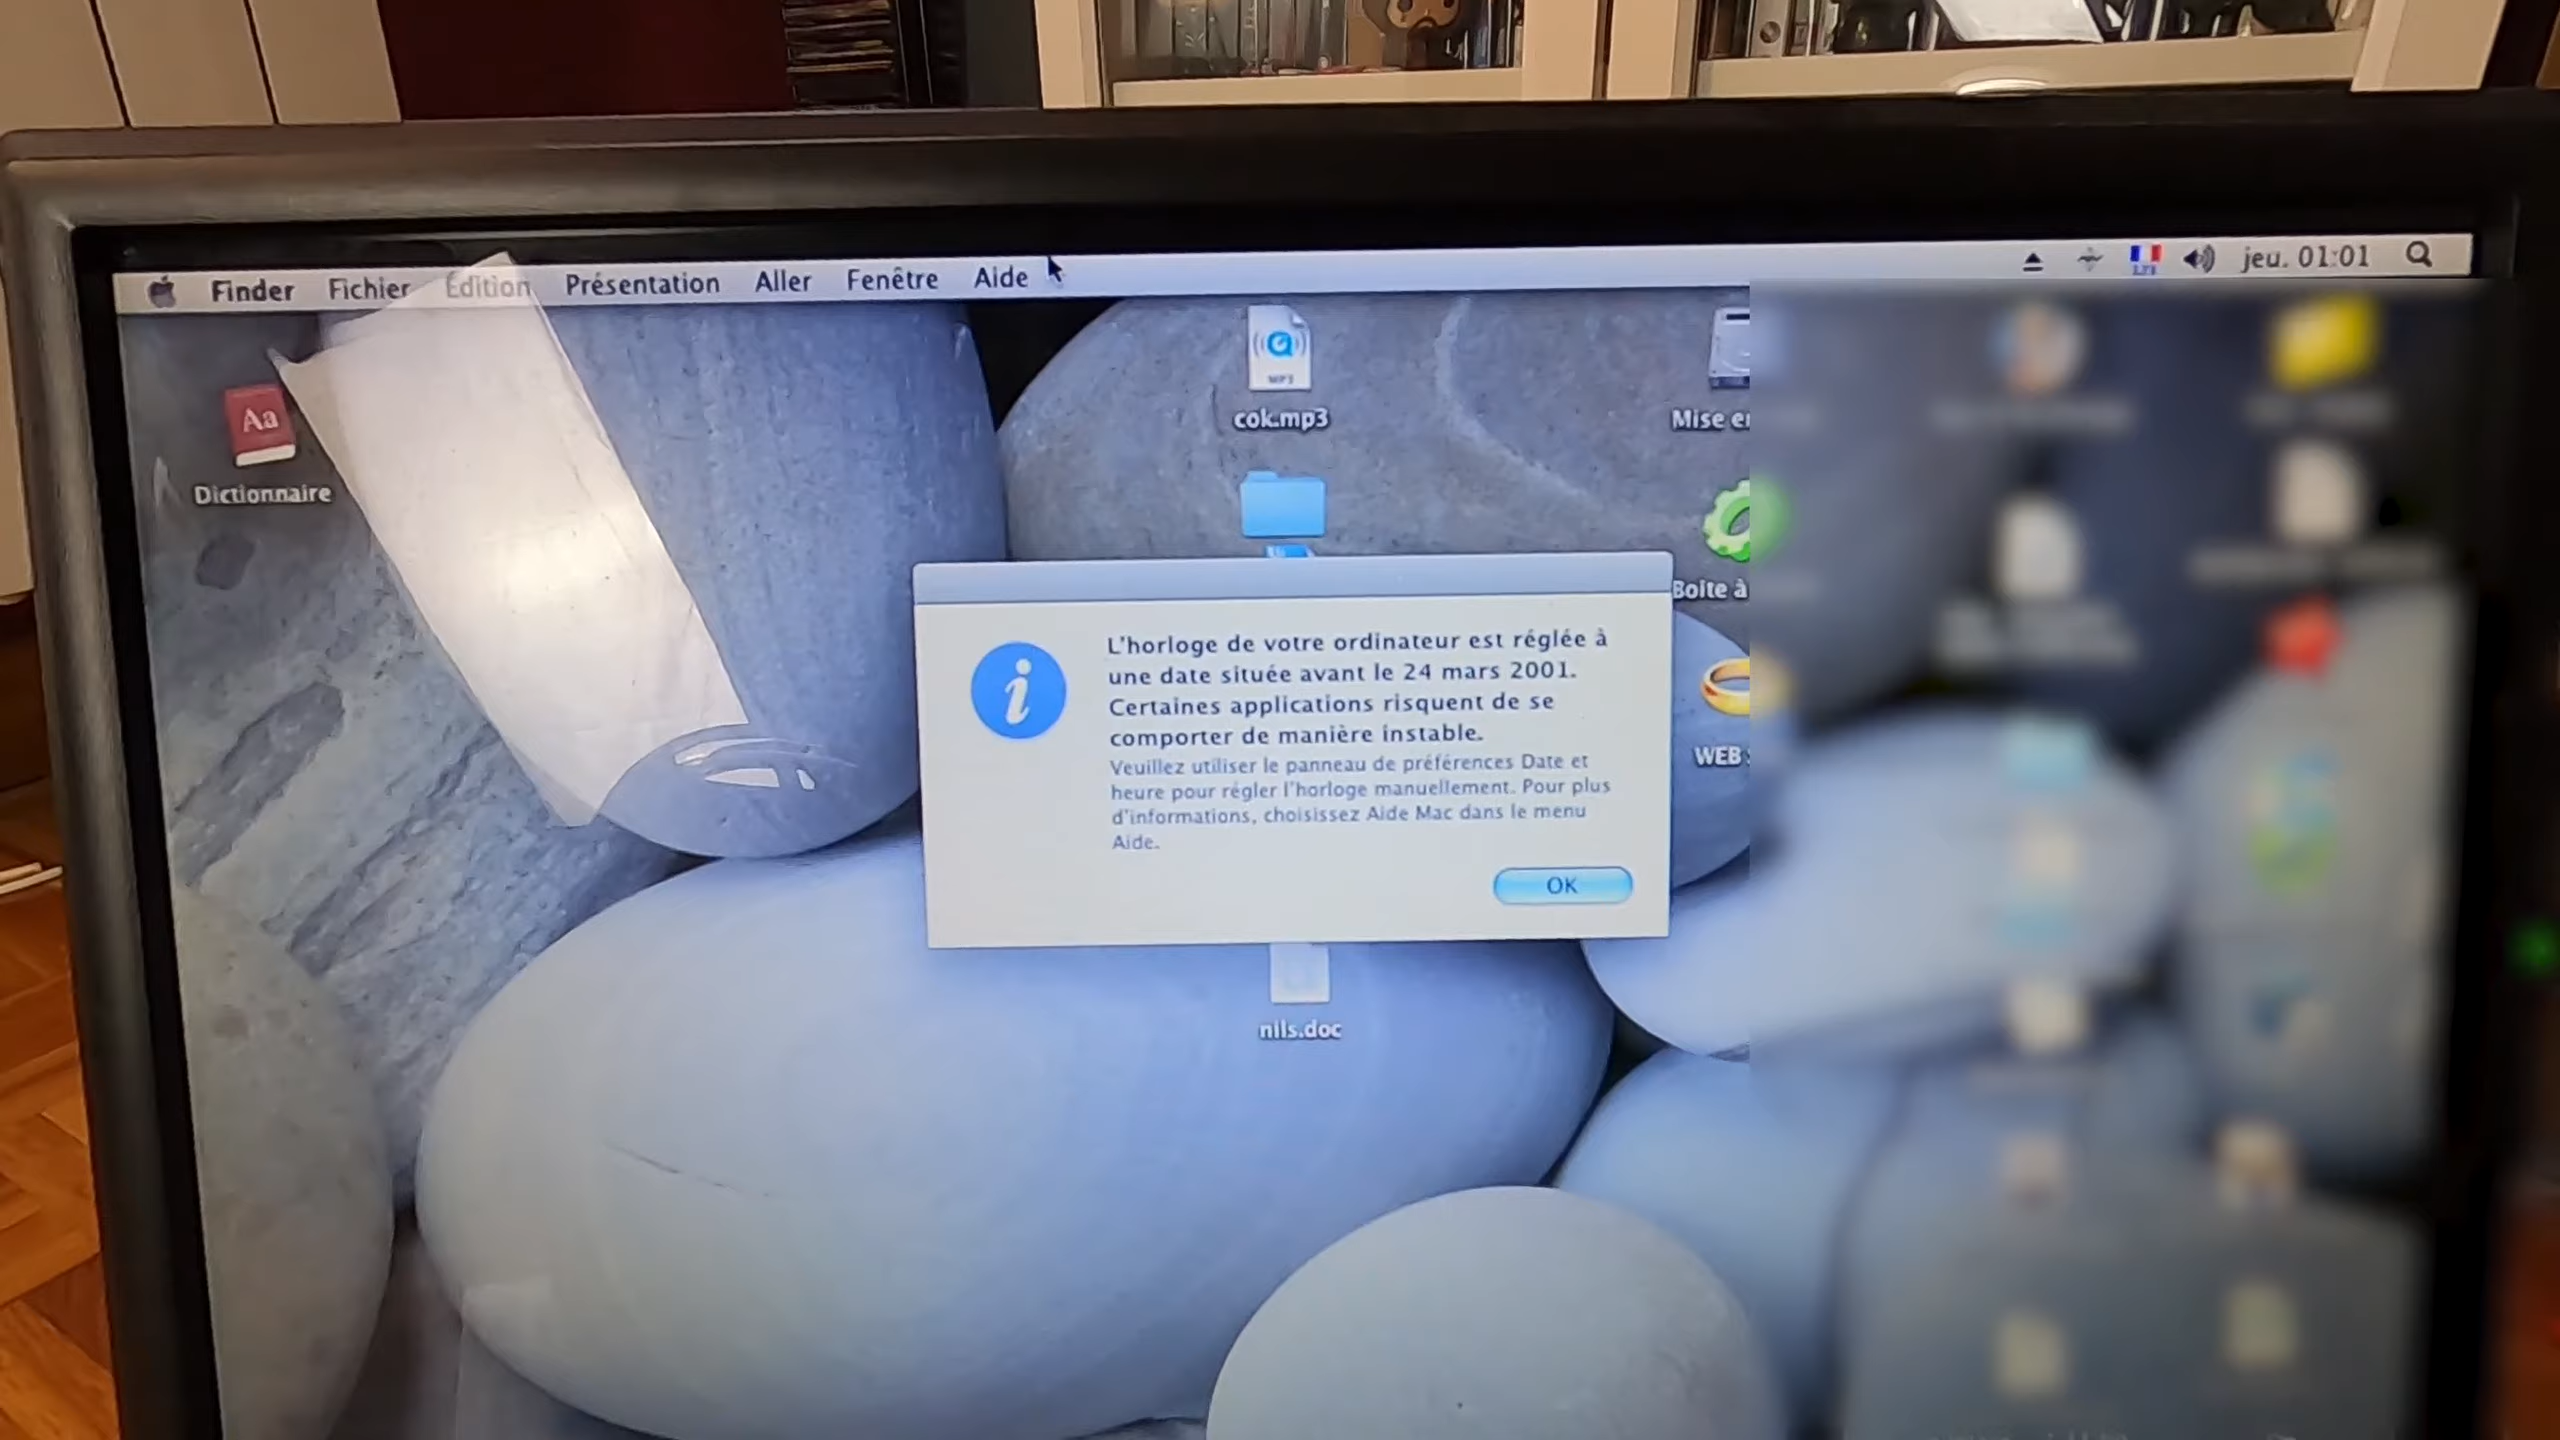 Finder Fichier Édition Présentation Aller Fenêtre Aide jeu. 01:01
Aa
Dictionnaire
MP3
cok.mp3
Mise
Boite à
WEB
L'horloge de votre ordinateur est réglée à
une date située avant le 24 mars 2001.
Certaines applications risquent de se
comporter de manière instable.
Veuillez utiliser le panneau de préférences Date et
heure pour régler l'horloge manuellement. Pour plus
d'informations, choisissez Aide Mac dans le menu
Aide.
OK
nils.doc